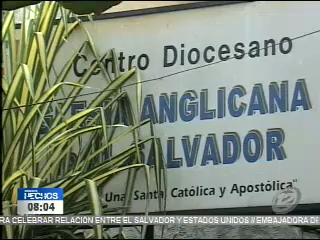 Centro Diocesano
ANGLICANA
SALVADOR
Una Santa Católica y Apostólica"
HECHOS
08:04
RA CELEBRAR RELACIÓN ENTRE EL SALVADOR Y ESTADOS UNIDOS // EMBAJADORA DE